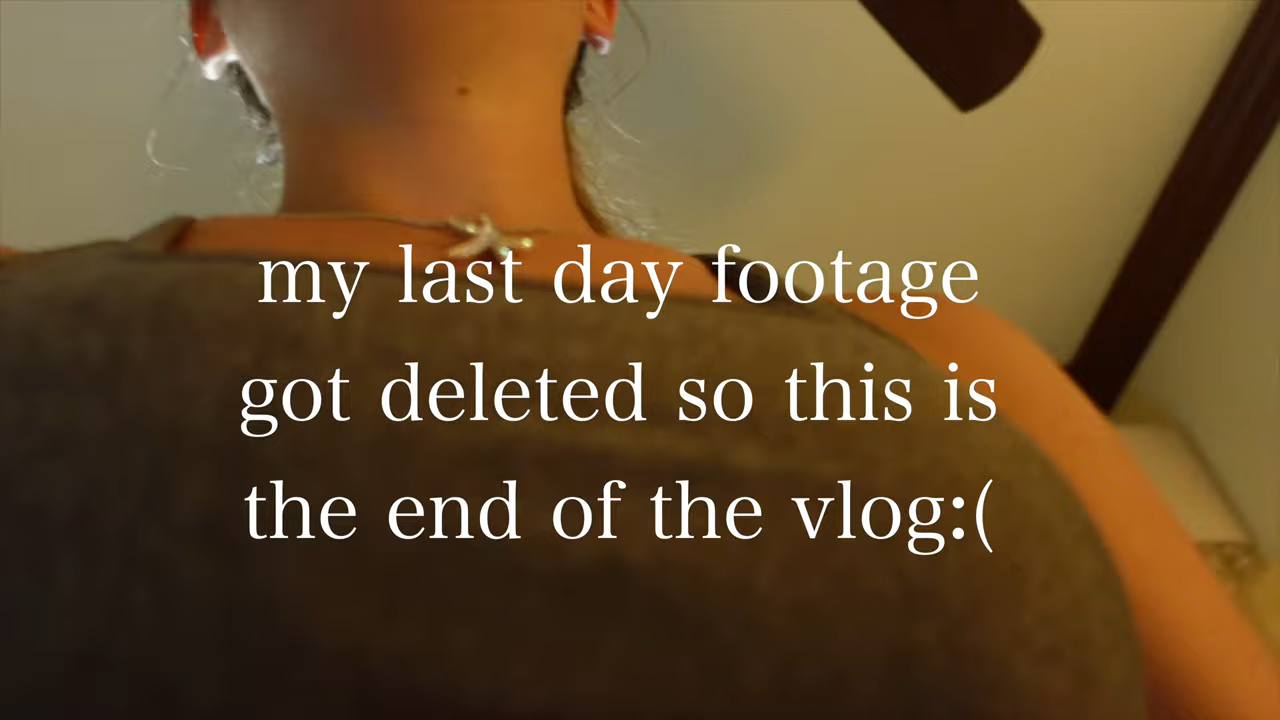 my last day footage
got deleted so this is
the end of the vlog:(